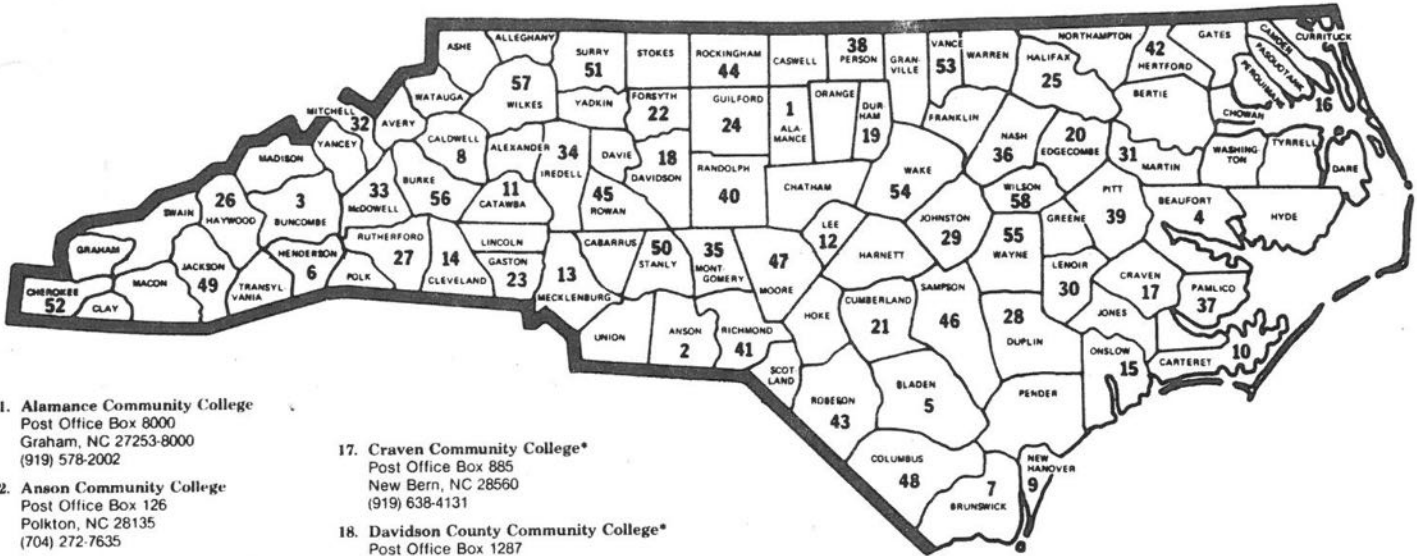 ALLEGHANY
ASHE
SURRY
51
STOKES
ROCKINGHAM
44
CASWELL
38
PERSON
GRAN-
VILLE
VANCE
53
WARREN
NORTHAMPTON
42
HERTFORD
GATES
CAMDEN
CURRITUCK
PASQUOTANK
PERQUIMANS
16
HALIFAX
25
BERTIE
CHOWAN
WATAUGA
57
WILKES
YADKIN
FORSYTH
22
GUILFORD
24
1
ALA-
MANCE
ORANGE
DUR-
HAM
19
FRANKLIN
NASH
36
20
EDGECOMBE
31
MARTIN
WASHING-
TON
TYRRELL
DARE
MITCHELL
32
AVERY
YANCEY
CALDWELL
8
ALEXANDER
34
IREDELL
DAVIE
18
DAVIDSON
RANDOLPH
40
CHATHAM
WAKE
54
MADISON
26
HAYWOOD
3
BUNCOMBE
33
McDOWELL
BURKE
56
11
CATAWBA
45
ROWAN
WILSON
58
PITT
39
BEAUFORT
4
HYDE
SWAIN
GRAHAM
JACKSON
49
MACON
HENDERSON
6
TRANSYL-
VANIA
RUTHERFORD
27
POLK
14
CLEVELAND
LINCOLN
GASTON
23
13
MECKLENBURG
CABARRUS
50
STANLY
35
MONT-
GOMERY
47
MOORE
LEE
12
HARNETT
JOHNSTON
29
55
WAYNE
GREENE
LENOIR
30
CRAVEN
17
PAMLICO
37
CHEROKEE
52
CLAY
UNION
ANSON
2
RICHMOND
41
SCOT-
LAND
HOKE
CUMBERLAND
21
SAMPSON
46
28
DUPLIN
JONES
ONSLOW
15
CARTERET
10
ROBESON
43
BLADEN
5
PENDER
COLUMBUS
48
7
BRUNSWICK
NEW
HANOVER
9
1. Alamance Community College
Post Office Box 8000
Graham, NC 27253-8000
(919) 578-2002
2. Anson Community College
Post Office Box 126
Polkton, NC 28135
(704) 272-7635
17. Craven Community College*
Post Office Box 885
New Bern, NC 28560
(919) 638-4131
18. Davidson County Community College*
Post Office Box 1287